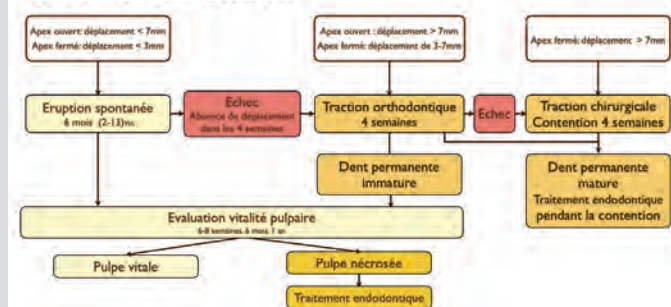 Apex ouvert: déplacement < 7mm
Apex fermé: déplacement < 3mm
Apex ouvert : déplacement > 7mm
Apex fermé: déplacement de 3-7mm
Apex fermé: déplacement > 7mm
Eruption spontanée
6 mois (2-13)ns
Echec
Absence de déplacement
dans les 4 semaines
Traction orthodontique
4 semaines
Echec
Traction chirurgicale
Contention 4 semaines
Dent permanente
immature
Dent permanente
mature
Traitement endodontique
pendant la contention
Evaluation vitalité pulpaire
6-8 semaines 6 mois 1 an
Pulpe vitale
Pulpe nécrosée
Traitement endodontique